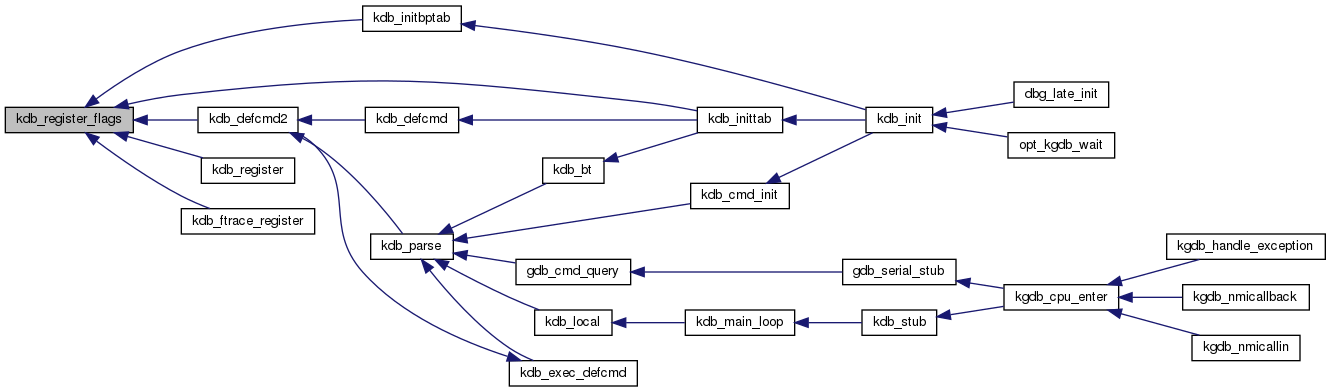 kdb_initbptab
dbg_late_init
kdb_register_flags
kdb_defcmd2
kdb_defcmd
kdb_inittab
kdb_init
opt_kgdb_wait
kdb_register
kdb_bt
kdb_cmd_init
kdb_ftrace_register
kdb_parse
kgdb_handle_exception
gdb_cmd_query
gdb_serial_stub
kgdb_cpu_enter
kgdb_nmicallback
kdb_local
kdb_main_loop
kdb_stub
kgdb_nmicallin
kdb_exec_defcmd